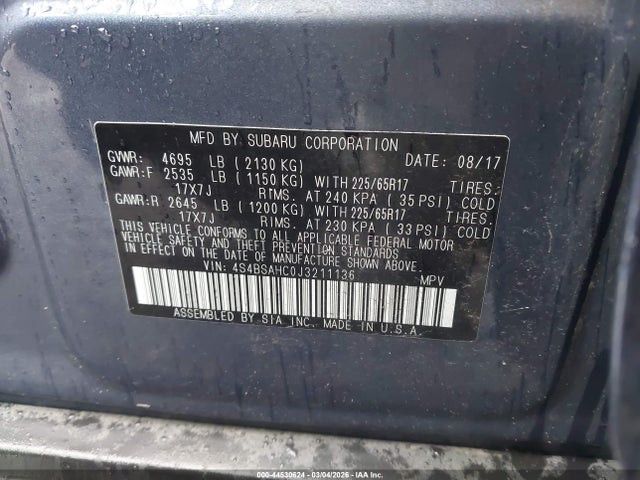 MFD BY SUBARU CORPORATION
GVWR: 4695 LB ( 2130 KG) DATE: 08/17
GAWR:F 2535 LB ( 1150 KG) WITH 225/65R17 TIRES.
17X7J RIMS. AT 240 KPA ( 35 PSI) COLD
GAWR:R 2645 LB ( 1200 KG) WITH 225/65R17 TIRES.
17X7J RIMS. AT 230 KPA ( 33 PSI) COLD
THIS VEHICLE CONFORMS TO ALL APPLICABLE FEDERAL MOTOR
VEHICLE SAFETY AND THEFT PREVENTION STANDARDS
IN EFFECT ON THE DATE OF MANUFACTURE SHOWN ABOVE.
VIN: 4S4BSAHC0J3211136 MPV
ASSEMBLED BY SIA INC. MADE IN U.S.A.
000-44530624 - 03/04/2026 - IAA Inc.